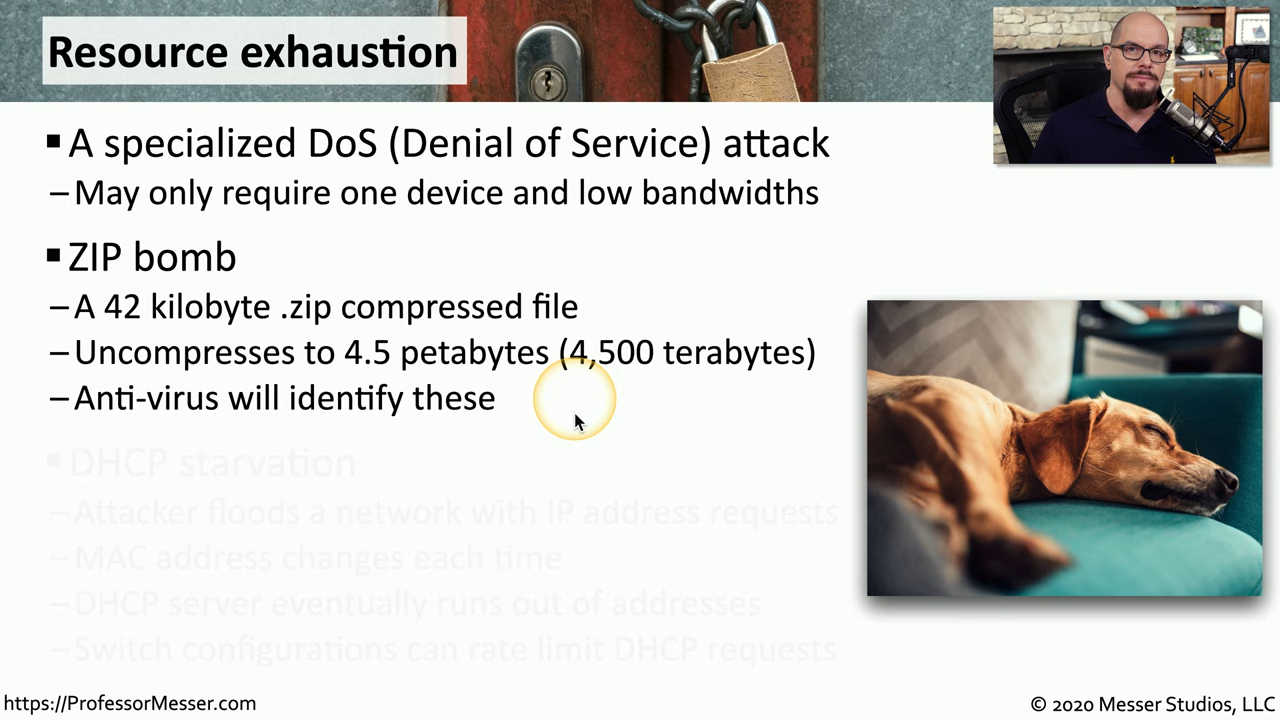 Resource exhaustion
▪ A specialized DoS (Denial of Service) attack
– May only require one device and low bandwidths
▪ ZIP bomb
– A 42 kilobyte .zip compressed file
– Uncompresses to 4.5 petabytes (4,500 terabytes)
– Anti-virus will identify these
▪ DHCP starvation
– Attacker floods a network with IP address requests
– MAC address changes each time
– DHCP server eventually runs out of addresses
– Switch configurations can rate limit DHCP requests
https://ProfessorMesser.com
© 2020 Messer Studios, LLC